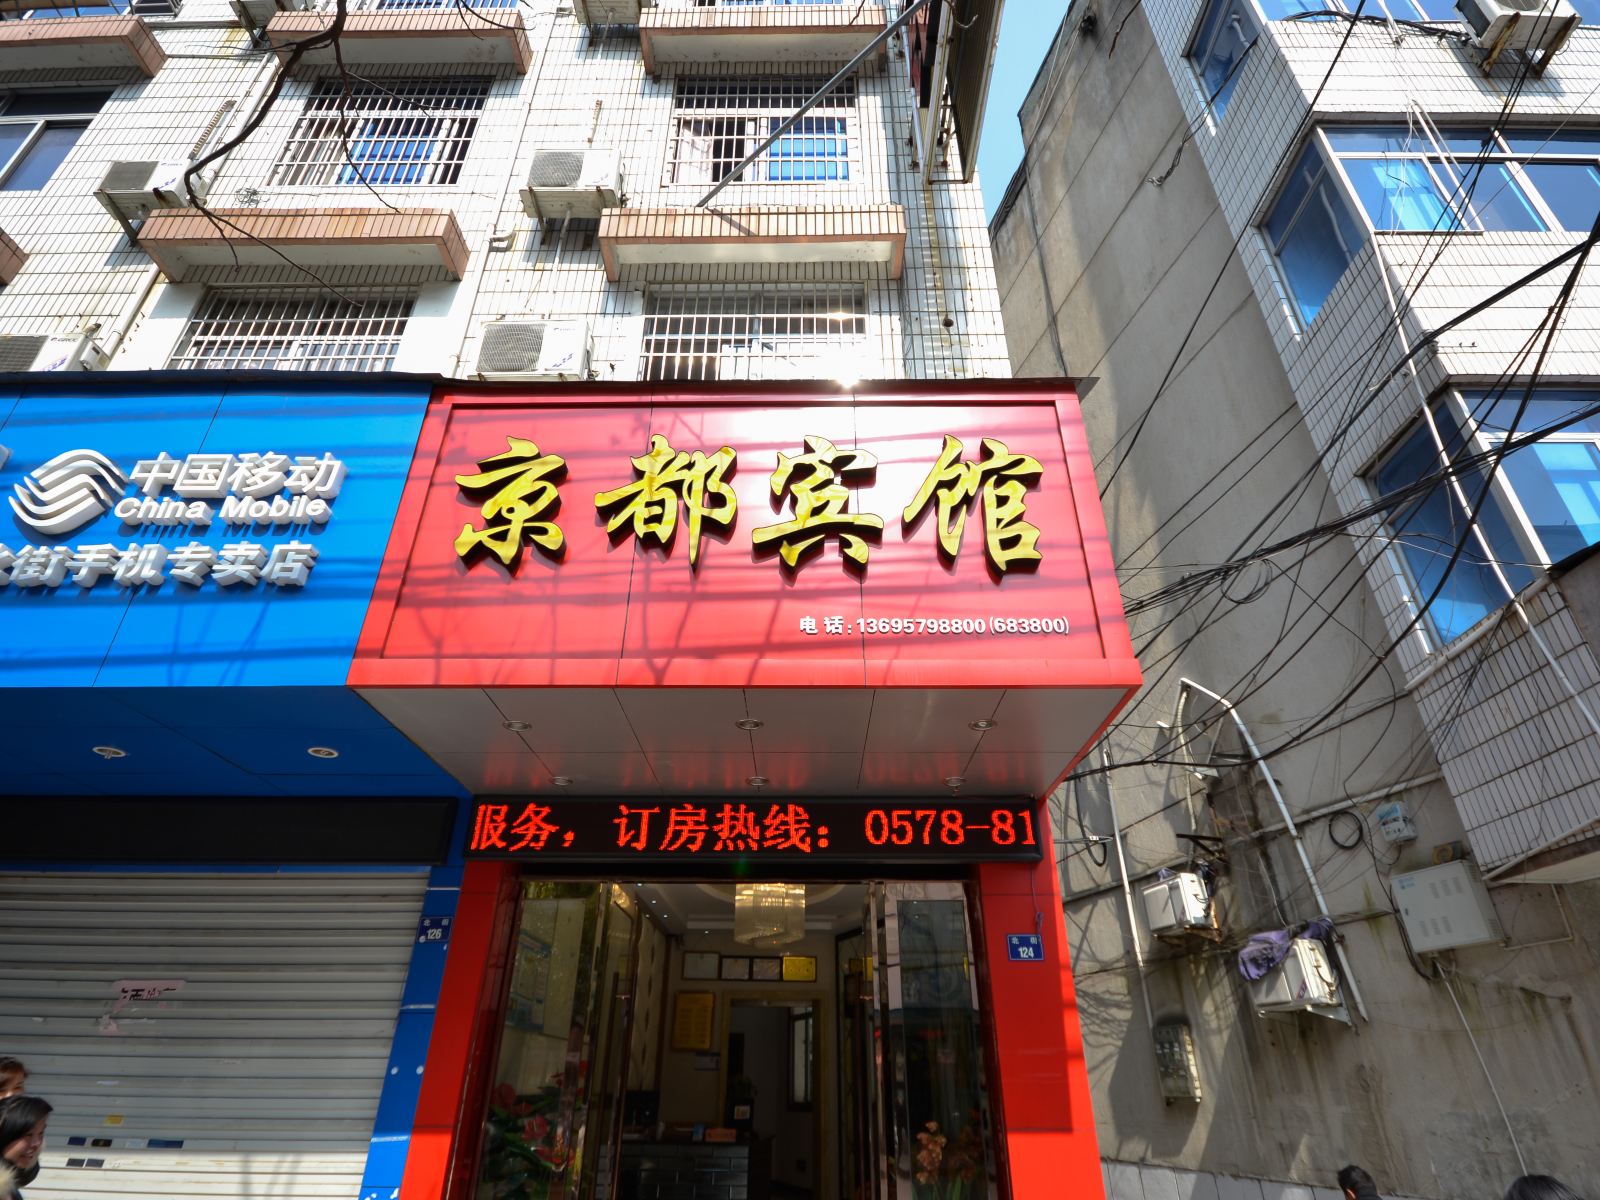 中国移动
China Mobile
街手机专卖店
京都宾馆
电话:13695798800(683800)
服务，订房热线：0578-81
北街
126
北街
124